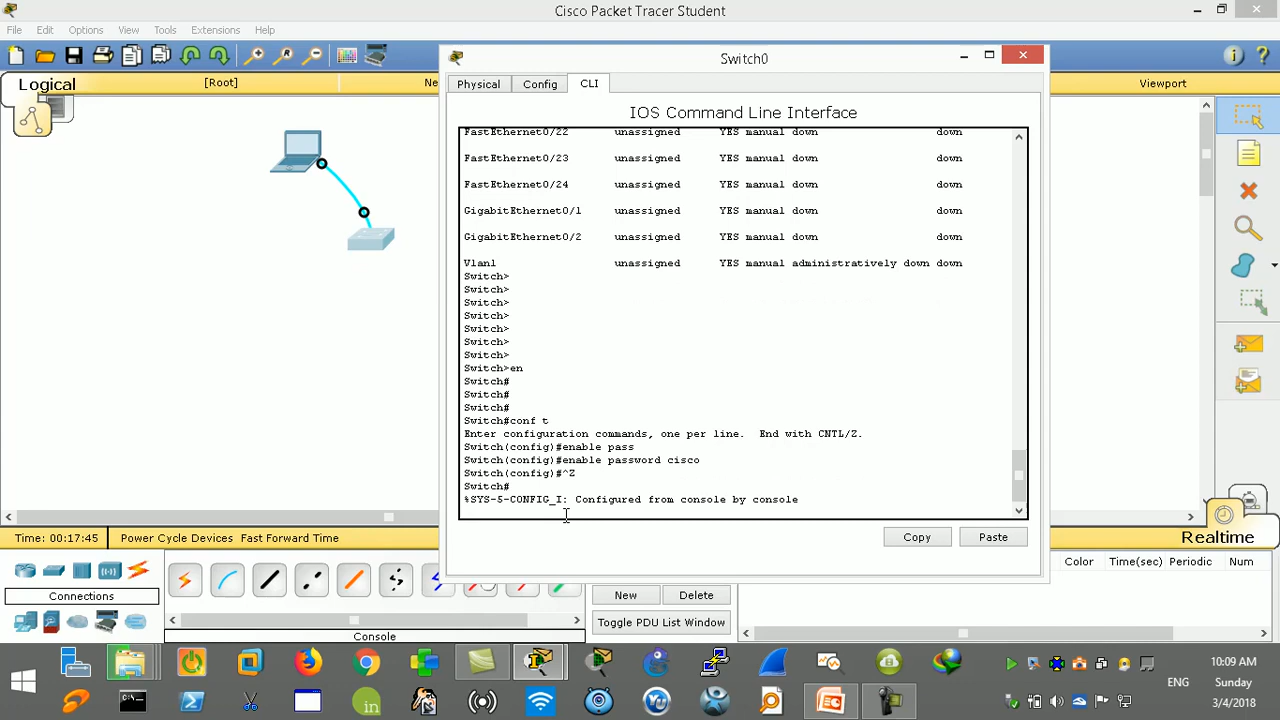 Cisco Packet Tracer Student
File Edit Options View Tools Extensions Help
Logical
[Root]
Ne
Viewport
Switch0
Physical Config CLI
IOS Command Line Interface
FastEthernet0/22 unassigned YES manual down down
FastEthernet0/23 unassigned YES manual down down
FastEthernet0/24 unassigned YES manual down down
GigabitEthernet0/1 unassigned YES manual down down
GigabitEthernet0/2 unassigned YES manual down down
Vlan1 unassigned YES manual administratively down down
Switch>
Switch>
Switch>
Switch>
Switch>
Switch>
Switch>
Switch>en
Switch#
Switch#
Switch#
Switch#conf t
Enter configuration commands, one per line. End with CNTL/Z.
Switch(config)#enable pass
Switch(config)#enable password cisco
Switch(config)#^Z
Switch#
%SYS-5-CONFIG_I: Configured from console by console
Copy Paste
Time: 00:17:45 Power Cycle Devices Fast Forward Time
Realtime
Connections
Console
New Delete
Toggle PDU List Window
Color Time(sec) Periodic Num
ENG
10:09 AM
Sunday
3/4/2018